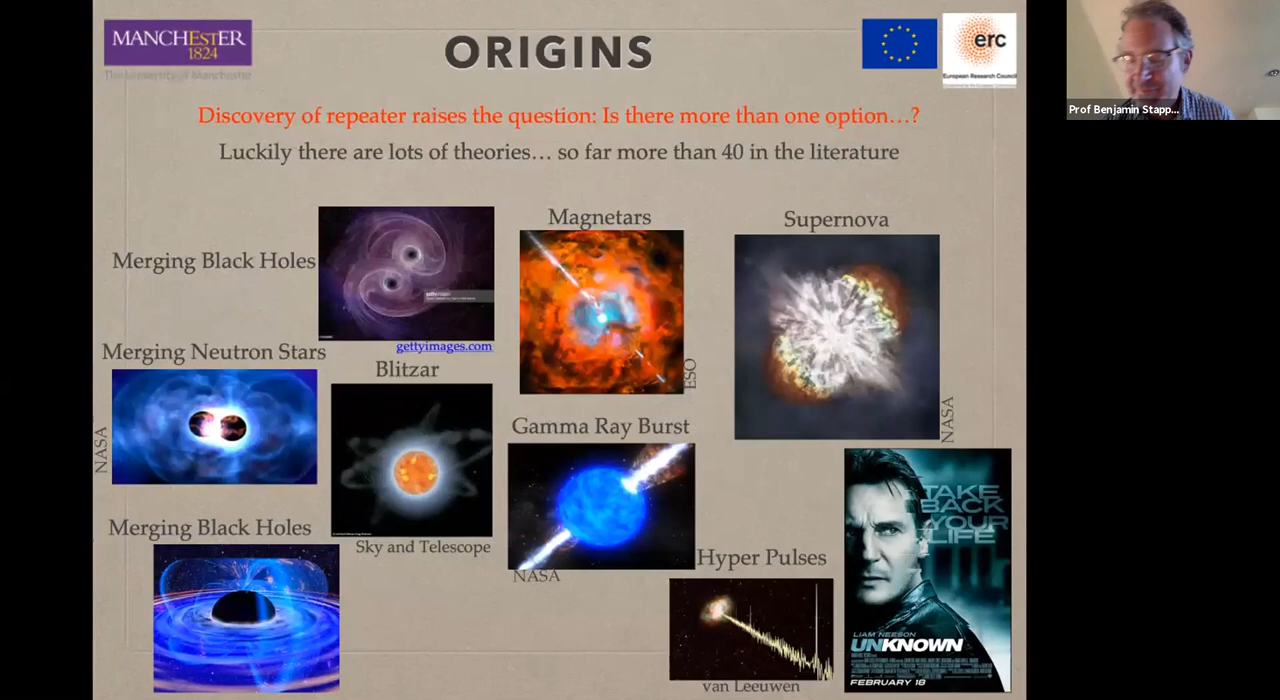 MANCHESTER
1824
The University of Manchester
ORIGINS
erc
European Research Council
Prof Benjamin Stapp...
Discovery of repeater raises the question: Is there more than one option…?
Luckily there are lots of theories… so far more than 40 in the literature
Merging Black Holes
gettyimages.com
Magnetars
ESO
Supernova
NASA
Merging Neutron Stars
NASA
Blitzar
Sky and Telescope
Gamma Ray Burst
NASA
Merging Black Holes
Hyper Pulses
van Leeuwen
TAKE
BACK
YOUR
LIFE
LIAM NEESON
UNKNOWN
FEBRUARY 18